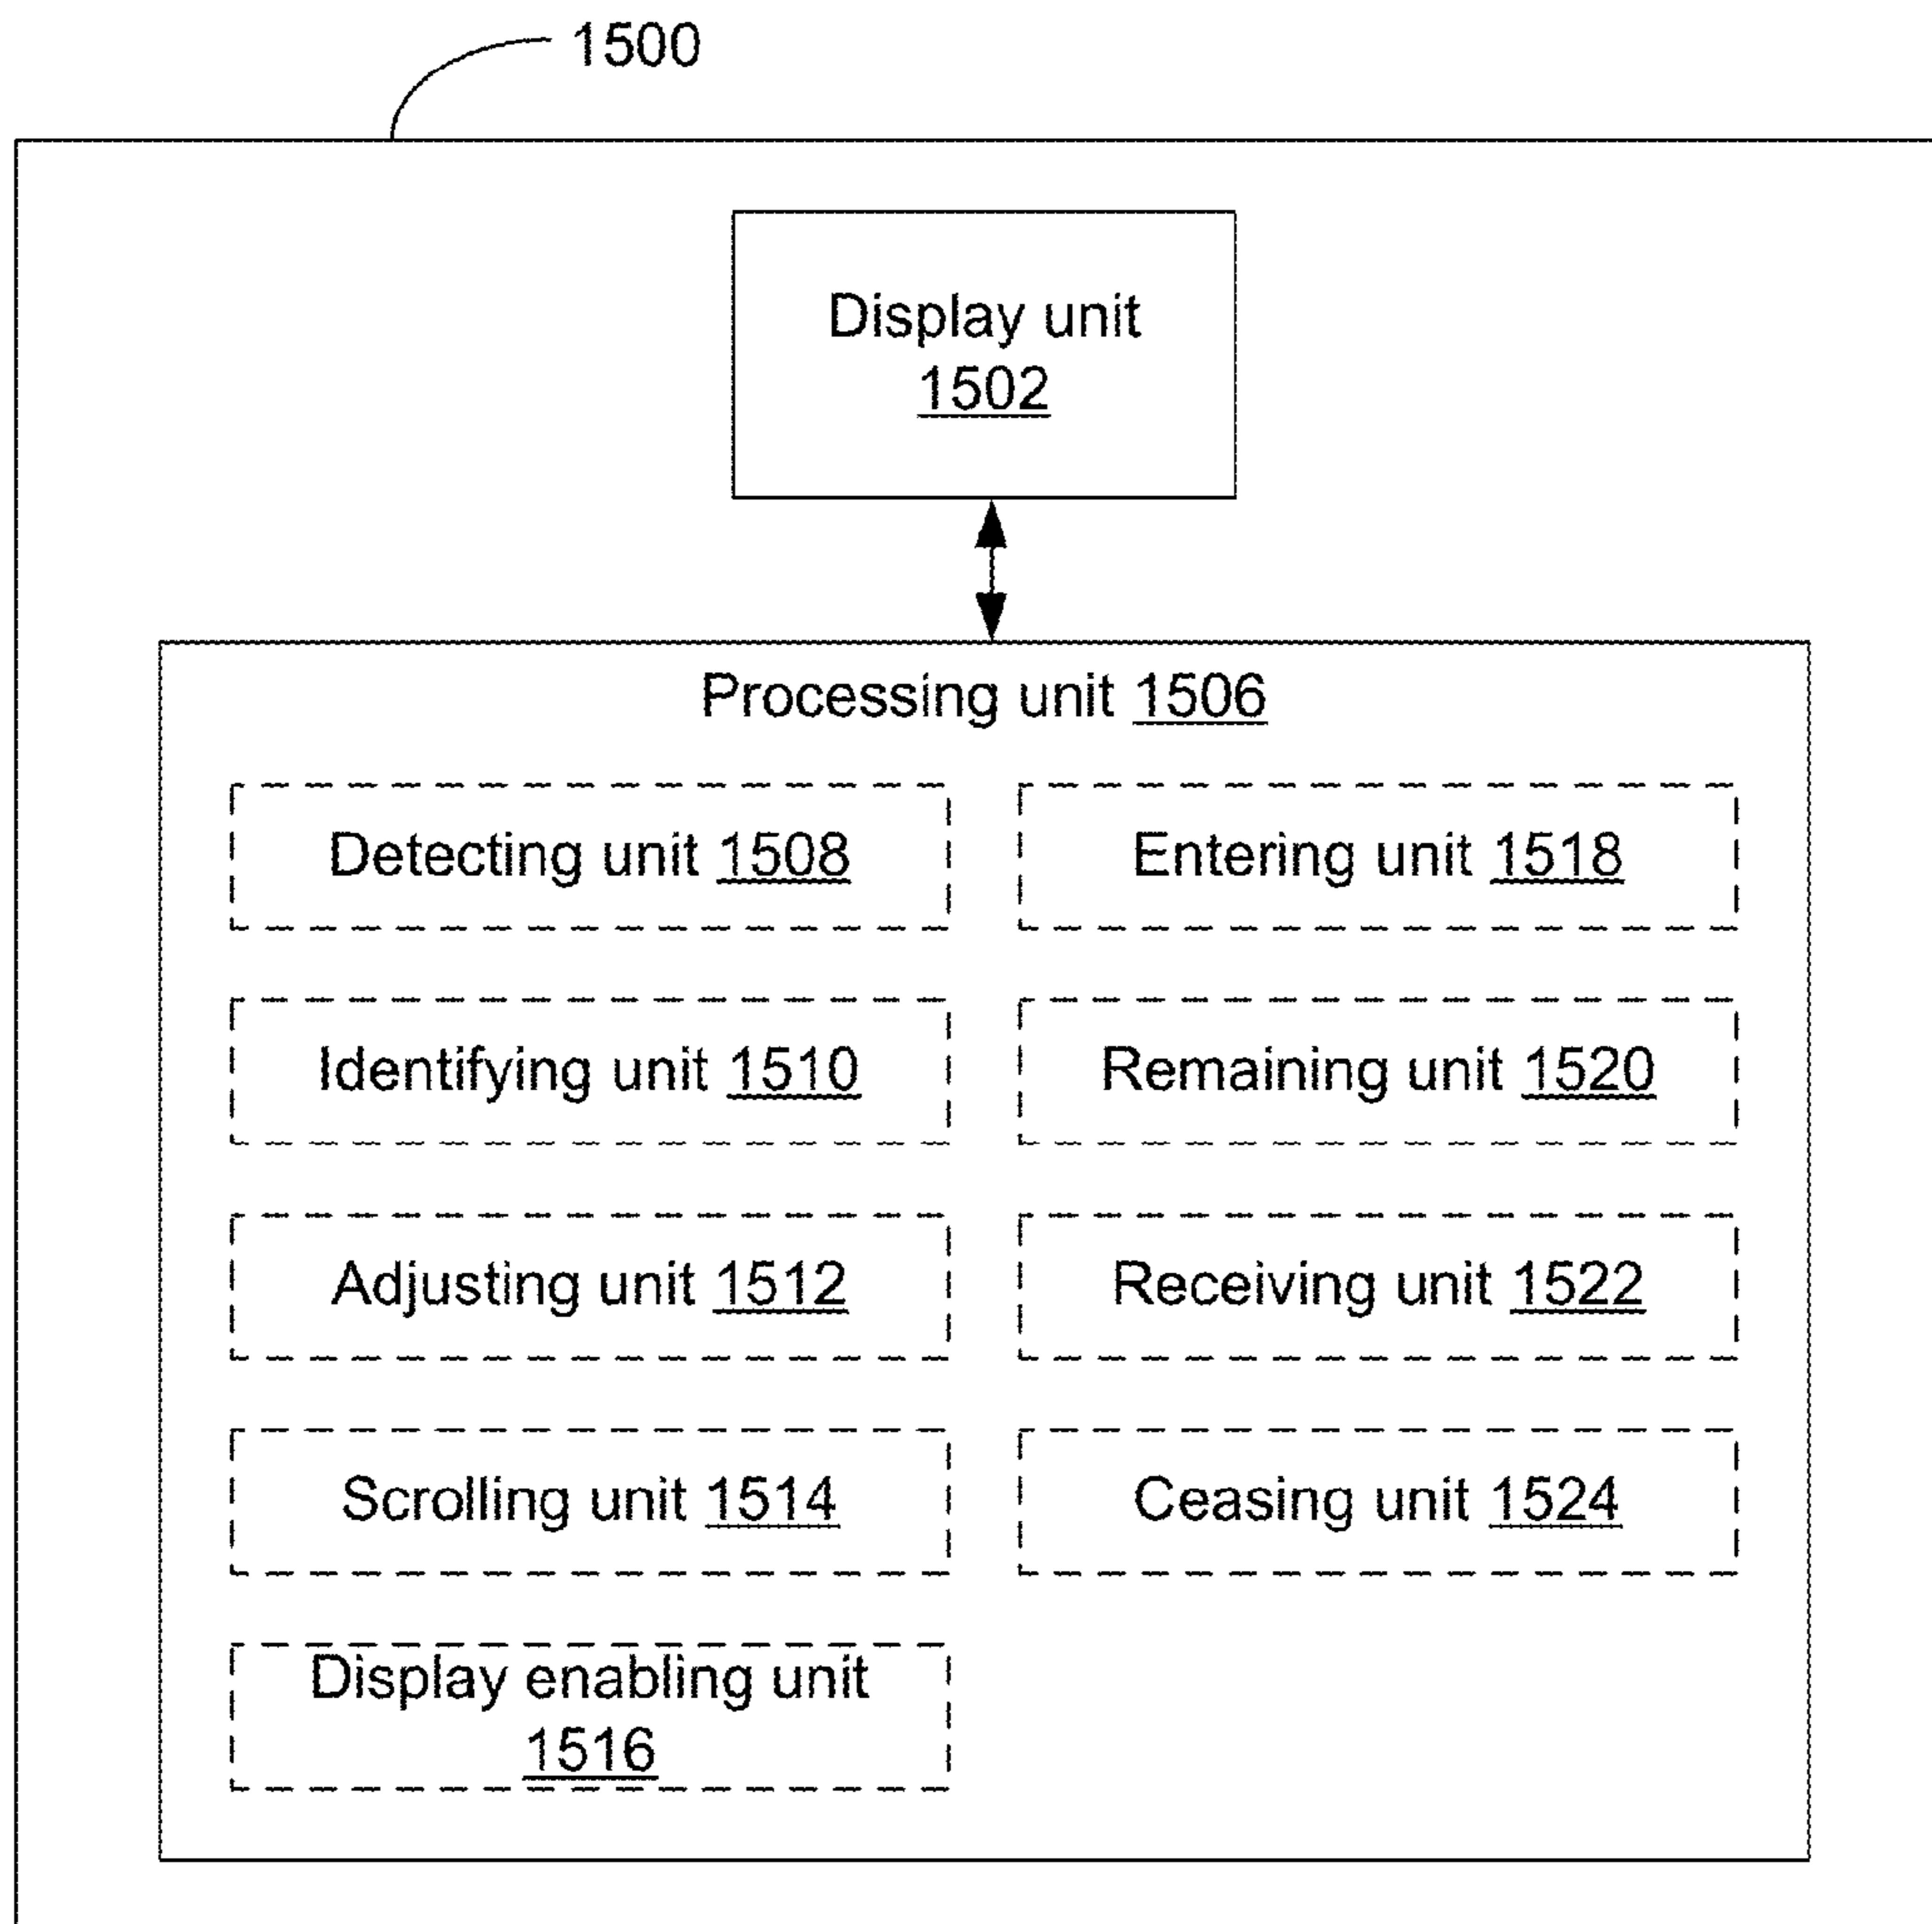 1500
Display unit
1502
Processing unit 1506
Detecting unit 1508
Entering unit 1518
Identifying unit 1510
Remaining unit 1520
Adjusting unit 1512
Receiving unit 1522
Scrolling unit 1514
Ceasing unit 1524
Display enabling unit
1516